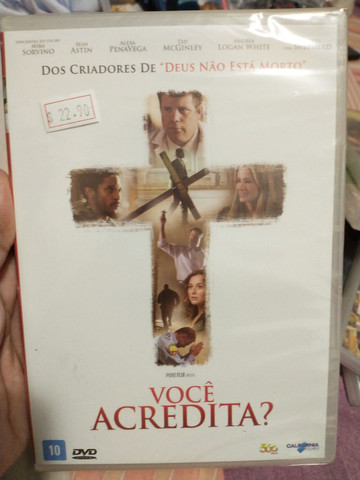 MIRA SORVINO SEAN ASTIN ALEXA PENAVEGA TED MCGINLEY LOGAN WHITE
DOS CRIADORES DE "DEUS NÃO ESTÁ MORTO"
$ 22.90
VOCÊ
ACREDITA?
10
DVD
360
CALIFORNIA